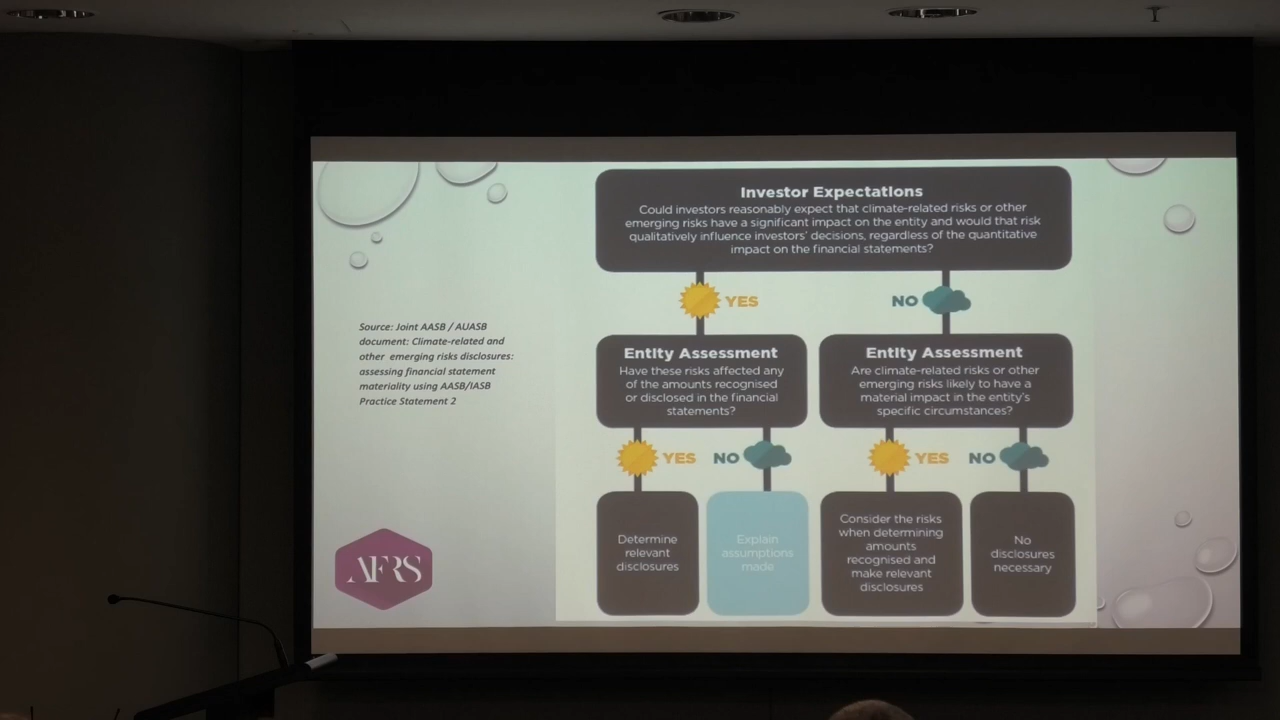 Investor Expectations
Could investors reasonably expect that climate-related risks or other
emerging risks have a significant impact on the entity and would that risk
qualitatively influence investors' decisions, regardless of the quantitative
impact on the financial statements?
YES
NO
Source: Joint AASB / AUASB
document: Climate-related and
other emerging risks disclosures:
assessing financial statement
materiality using AASB/IASB
Practice Statement 2
Entity Assessment
Have these risks affected any
of the amounts recognised
or disclosed in the financial
statements?
Entity Assessment
Are climate-related risks or other
emerging risks likely to have a
material impact in the entity's
specific circumstances?
YES
NO
YES
NO
Determine
relevant
disclosures
Explain
assumptions
made
Consider the risks
when determining
amounts
recognised and
make relevant
disclosures
No
disclosures
necessary
AFRS